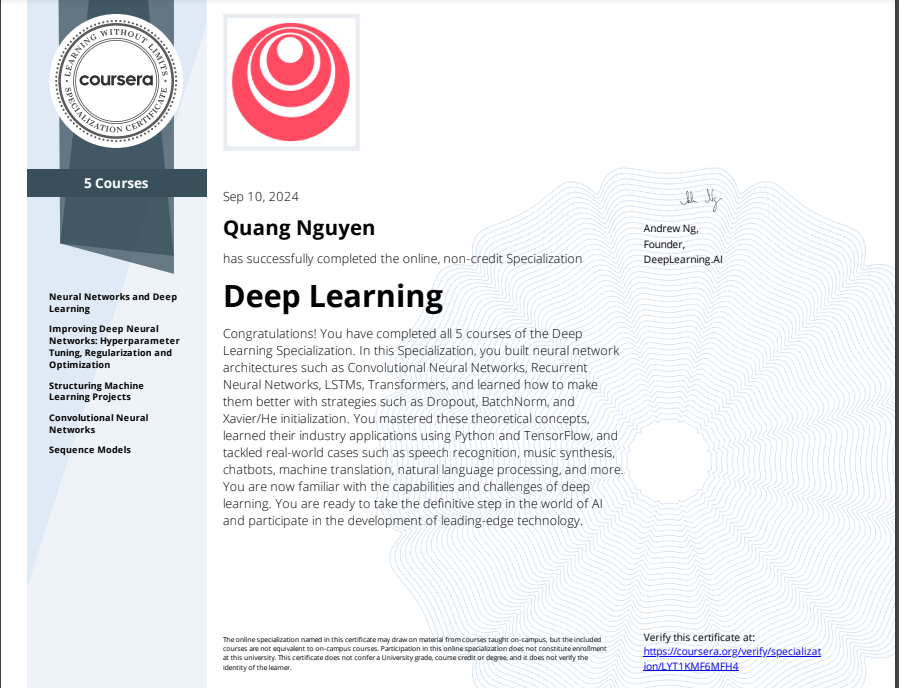 LEARNING WITHOUT LIMITS
coursera
SPECIALIZATION CERTIFICATE
5 Courses
Neural Networks and Deep
Learning
Improving Deep Neural
Networks: Hyperparameter
Tuning, Regularization and
Optimization
Structuring Machine
Learning Projects
Convolutional Neural
Networks
Sequence Models
Sep 10, 2024
Quang Nguyen
has successfully completed the online, non-credit Specialization
Deep Learning
Congratulations! You have completed all 5 courses of the Deep
Learning Specialization. In this Specialization, you built neural network
architectures such as Convolutional Neural Networks, Recurrent
Neural Networks, LSTMs, Transformers, and learned how to make
them better with strategies such as Dropout, BatchNorm, and
Xavier/He initialization. You mastered these theoretical concepts,
learned their industry applications using Python and TensorFlow, and
tackled real-world cases such as speech recognition, music synthesis,
chatbots, machine translation, natural language processing, and more.
You are now familiar with the capabilities and challenges of deep
learning. You are ready to take the definitive step in the world of AI
and participate in the development of leading-edge technology.
Andrew Ng,
Founder,
DeepLearning.AI
The online specialization named in this certificate may draw on material from courses taught on-campus, but the included
courses are not equivalent to on-campus courses. Participation in this online specialization does not constitute enrollment
at this university. This certificate does not confer a University grade, course credit or degree, and it does not verify the
identity of the learner.
Verify this certificate at:
https://coursera.org/verify/specializat
ion/LYT1KMF6MFH4